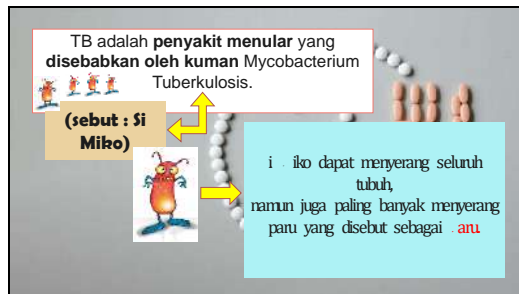 TB adalah penyakit menular yang
disebabkan oleh kuman Mycobacterium
Tuberkulosis.
(sebut : Si
Miko)
i iko dapat menyerang seluruh
tubuh,
namun juga paling banyak menyerang
paru yang disebut sebagai aru.